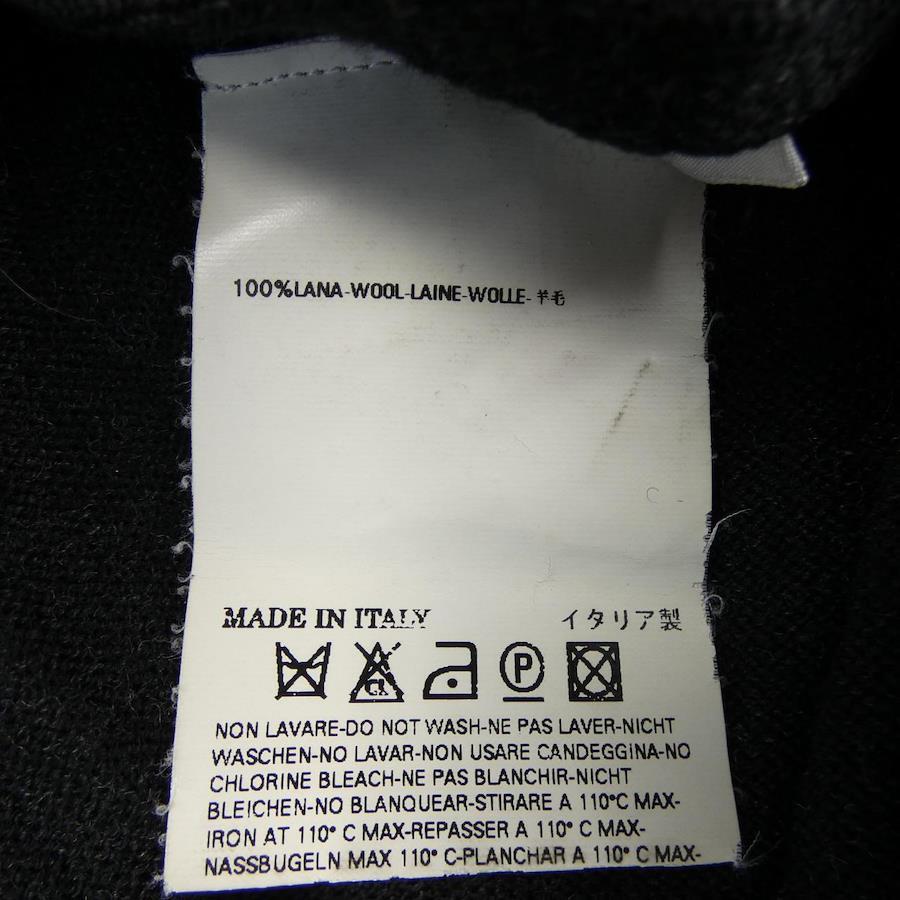 100%LANA-WOOL-LAINE-WOLLE-羊毛
MADE IN ITALY イタリア製
CL P
NON LAVARE-DO NOT WASH-NE PAS LAVER-NICHT
WASCHEN-NO LAVAR-NON USARE CANDEGGINA-NO
CHLORINE BLEACH-NE PAS BLANCHIR-NICHT
BLEICHEN-NO BLANQUEAR-STIRARE A 110°C MAX-
IRON AT 110° C MAX-REPASSER A 110° C MAX-
NASSBUGELN MAX 110° C-PLANCHAR A 110° C MAX-